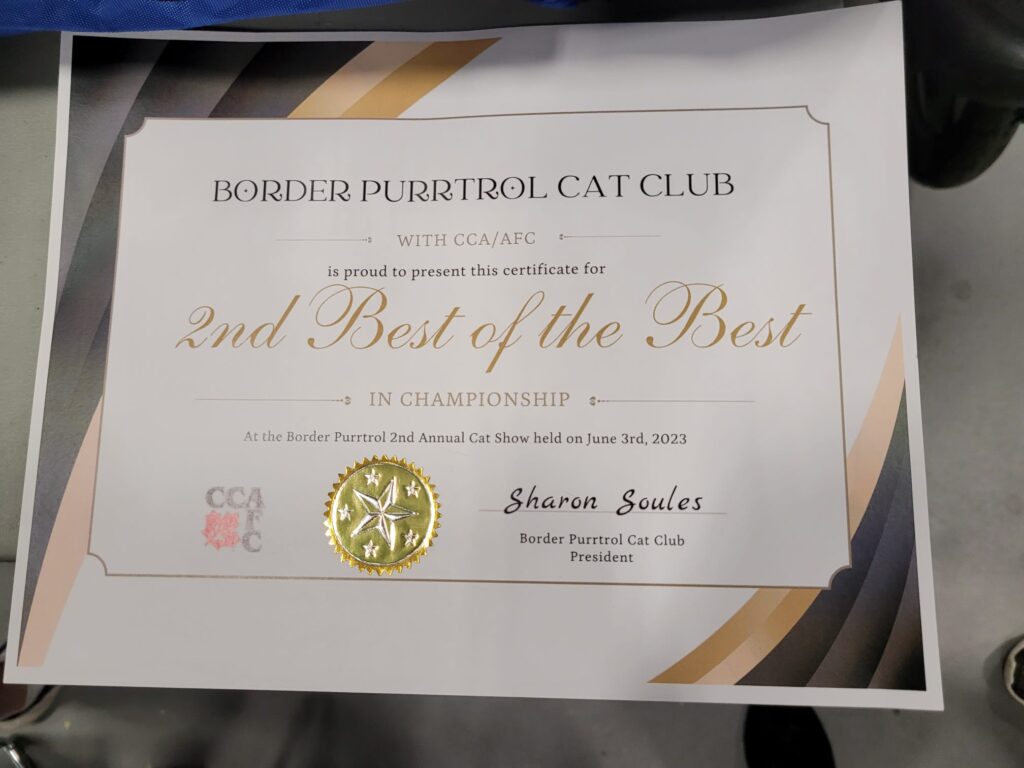 BORDER PURRTROL CAT CLUB
WITH CCA/AFC
is proud to present this certificate for
2nd Best of the Best
IN CHAMPIONSHIP
At the Border Purrtrol 2nd Annual Cat Show held on June 3rd, 2023
CCA
F
C
Sharon Soules
Border Purrtrol Cat Club
President